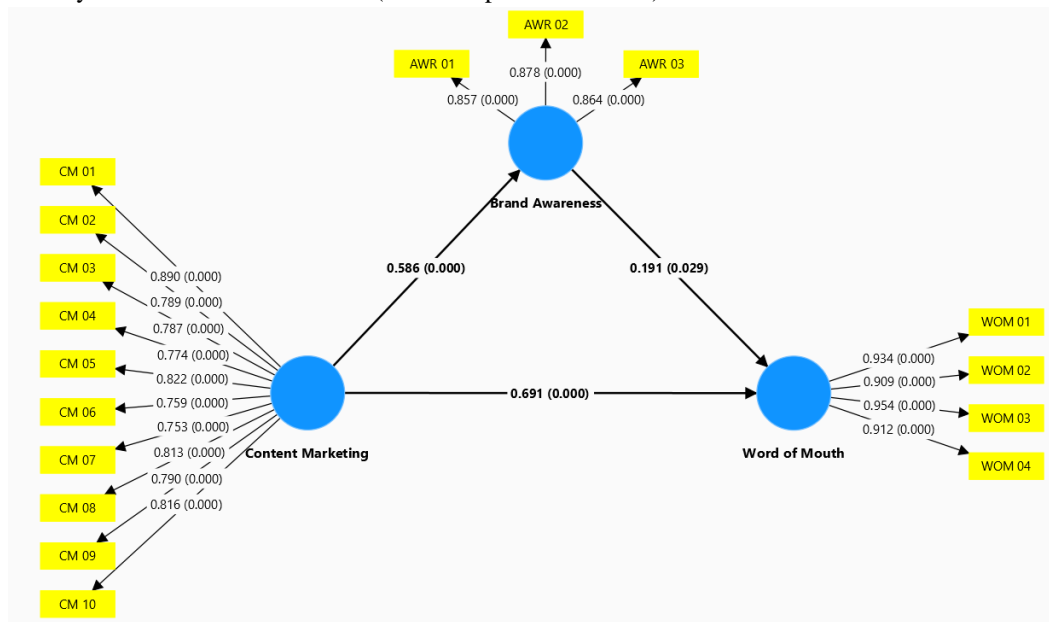 AWR 02
AWR 01
AWR 03
0.878 (0.000)
0.857 (0.000)
0.864 (0.000)
Brand Awareness
CM 01
CM 02
CM 03
CM 04
CM 05
CM 06
CM 07
CM 08
CM 09
CM 10
0.890 (0.000)
0.789 (0.000)
0.787 (0.000)
0.774 (0.000)
0.822 (0.000)
0.759 (0.000)
0.753 (0.000)
0.813 (0.000)
0.790 (0.000)
0.816 (0.000)
Content Marketing
0.586 (0.000)
0.191 (0.029)
0.691 (0.000)
Word of Mouth
0.934 (0.000)
0.909 (0.000)
0.954 (0.000)
0.912 (0.000)
WOM 01
WOM 02
WOM 03
WOM 04